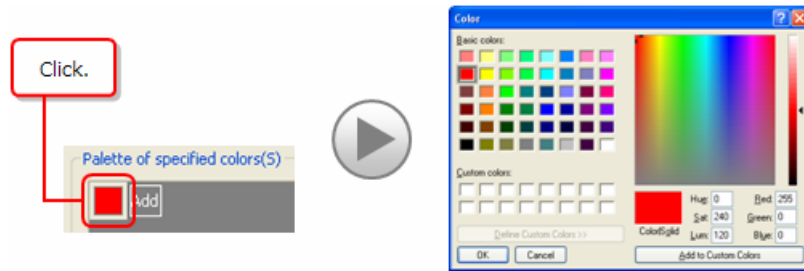 Click.
Palette of specified colors(S)
Add
Color
Basic colors:
Custom colors:
Define Custom Colors >>
OK
Cancel
Color|Solid
Hue: 0
Sat: 240
Lum: 120
Red: 255
Green: 0
Blue: 0
Add to Custom Colors